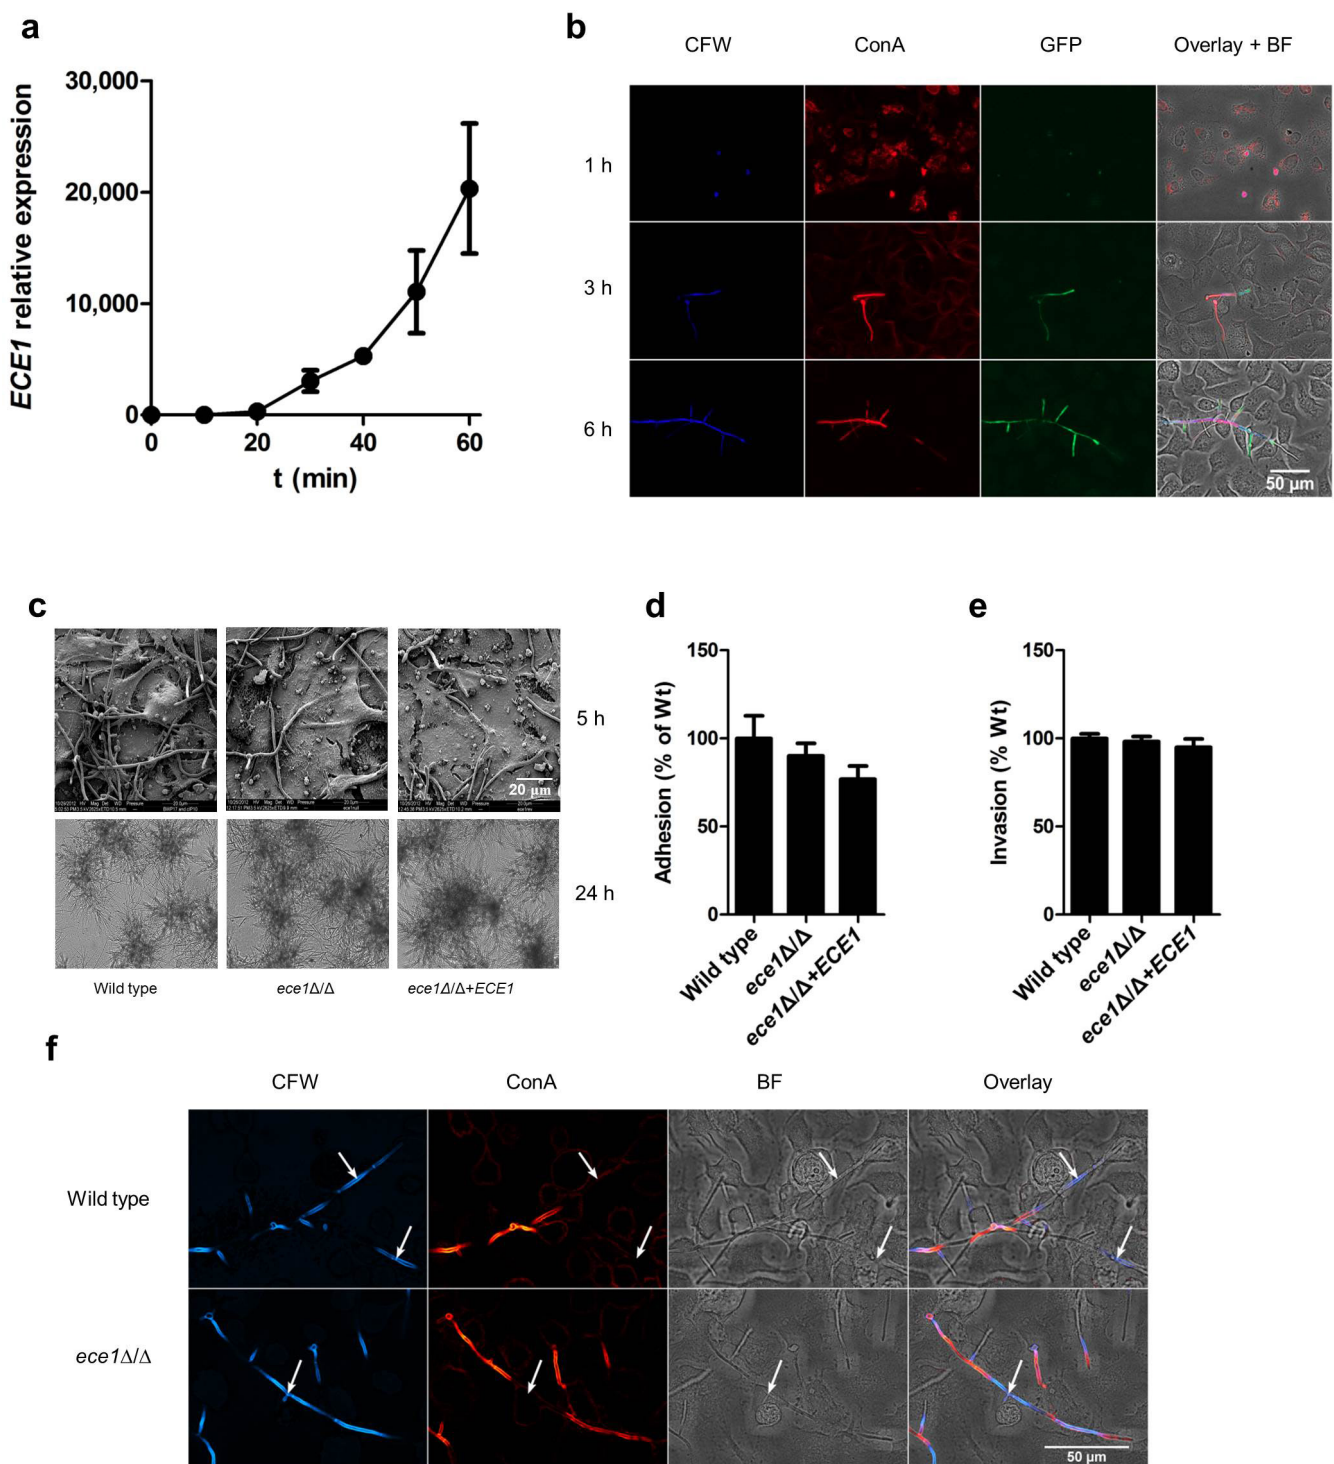 a
30,000
20,000
10,000
0
0 20 40 60
t (min)
ECE1 relative expression
b
CFW ConA GFP Overlay + BF
1 h
3 h
6 h
50 μm
c
5 h
20 μm
24 h
Wild type ece1Δ/Δ ece1Δ/Δ+ECE1
d
Adhesion (% of Wt)
150
100
50
0
Wild type ece1Δ/Δ ece1Δ/Δ+ECE1
e
Invasion (% Wt)
150
100
50
0
Wild type ece1Δ/Δ ece1Δ/Δ+ECE1
f
CFW ConA BF Overlay
Wild type
ece1Δ/Δ
50 μm